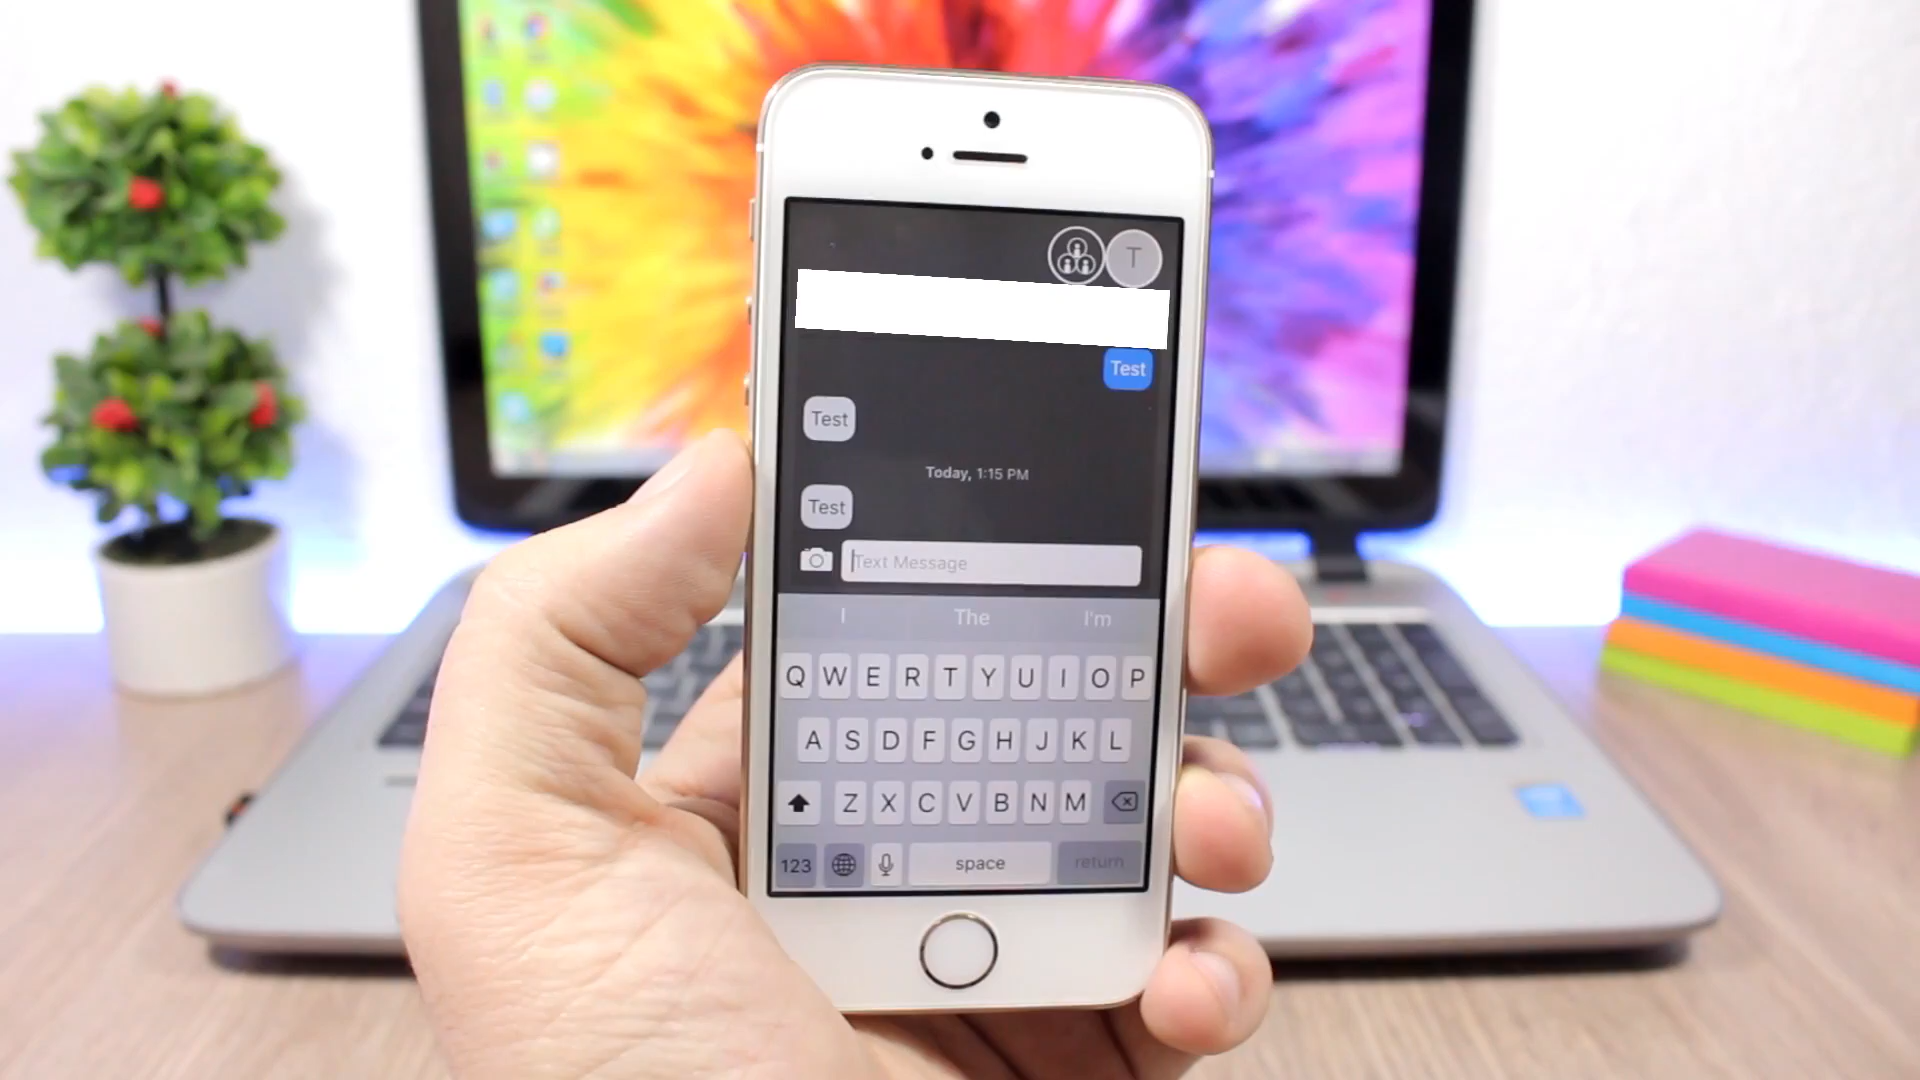 T
Test
Test
Today, 1:15 PM
Test
Text Message
I The I'm
Q W E R T Y U I O P
A S D F G H J K L
Z X C V B N M
123 space return